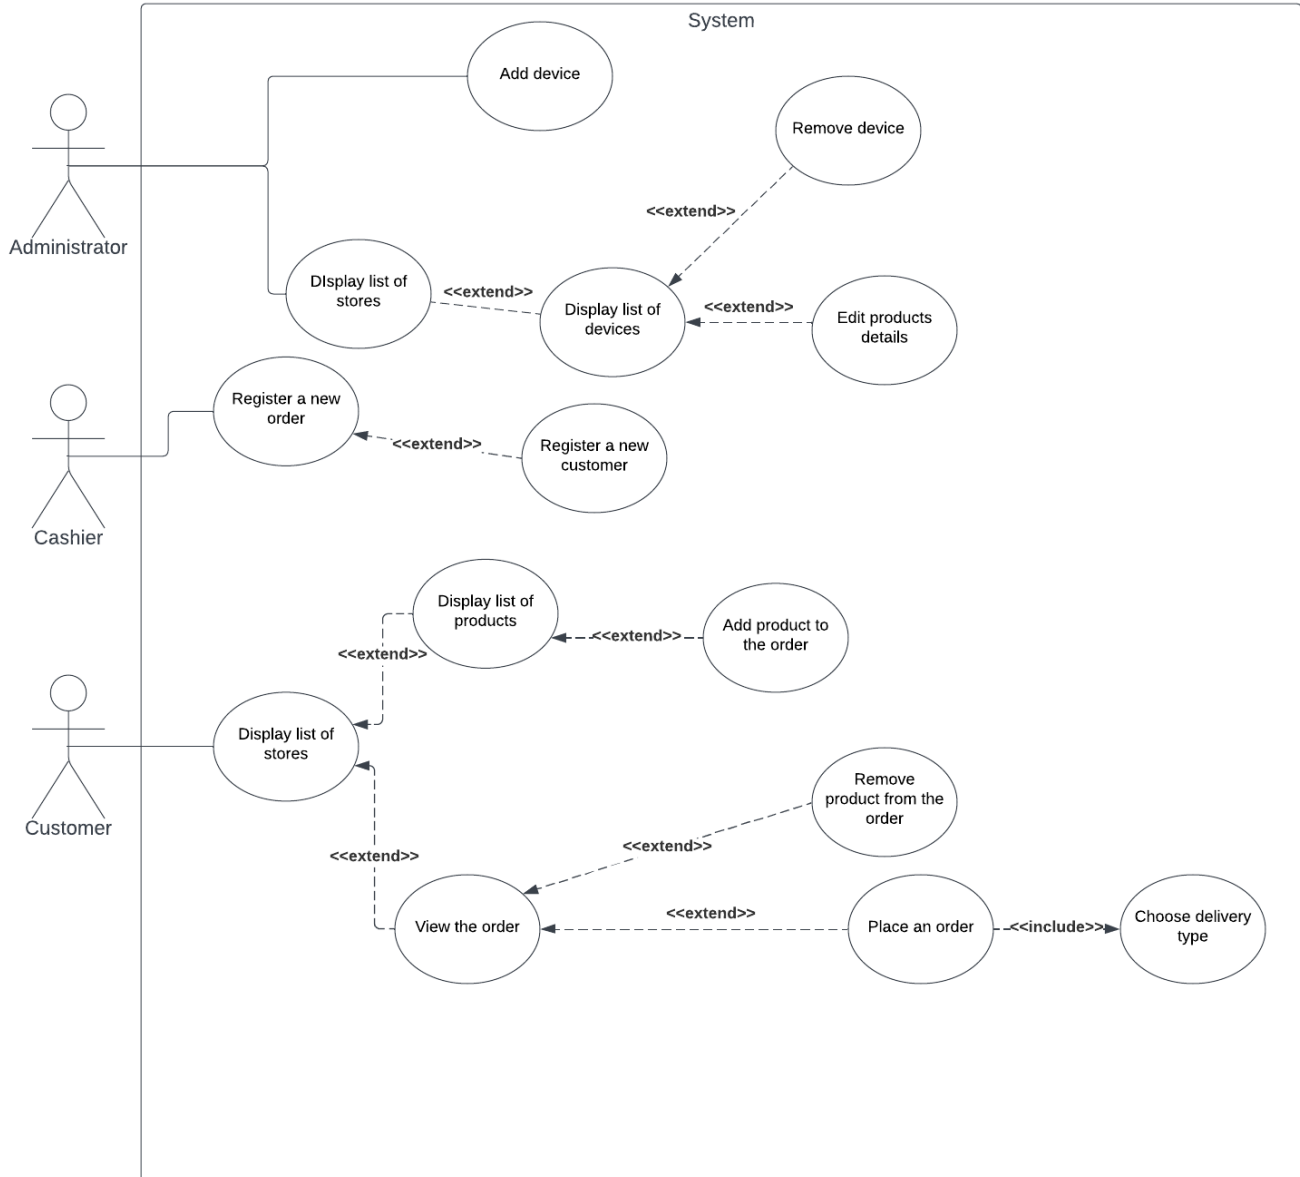 System
Add device
Remove device
<<extend>>
Administrator
DIsplay list of
stores
<<extend>>
Display list of
devices
<<extend>>
Edit products
details
Register a new
order
<<extend>>
Register a new
customer
Cashier
Display list of
products
<<extend>>
Add product to
the order
<<extend>>
Display list of
stores
Customer
Remove
product from the
order
<<extend>>
<<extend>>
View the order
<<extend>>
Place an order
<<include>>
Choose delivery
type